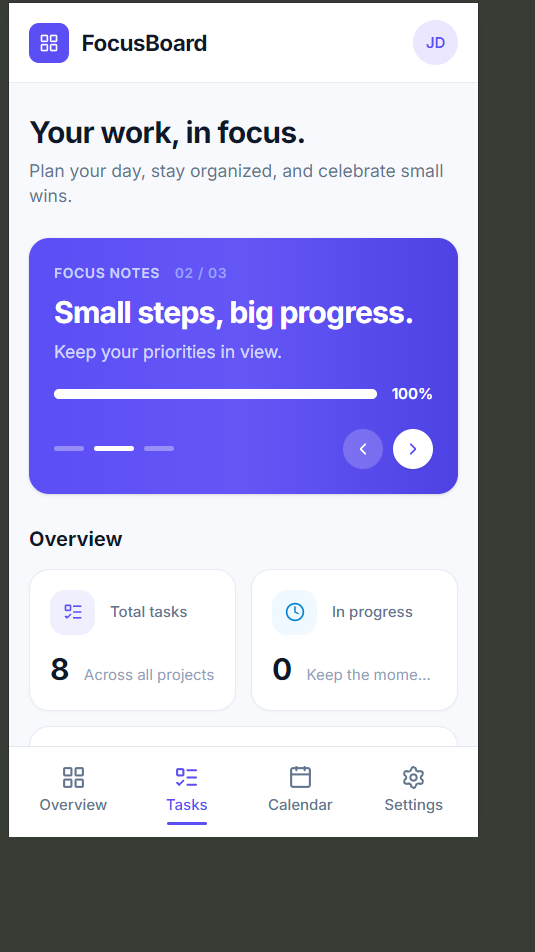 FocusBoard
JD
Your work, in focus.
Plan your day, stay organized, and celebrate small
wins.
FOCUS NOTES 02 / 03
Small steps, big progress.
Keep your priorities in view.
100%
Overview
Total tasks
8 Across all projects
In progress
0 Keep the mome...
Overview
Tasks
Calendar
Settings